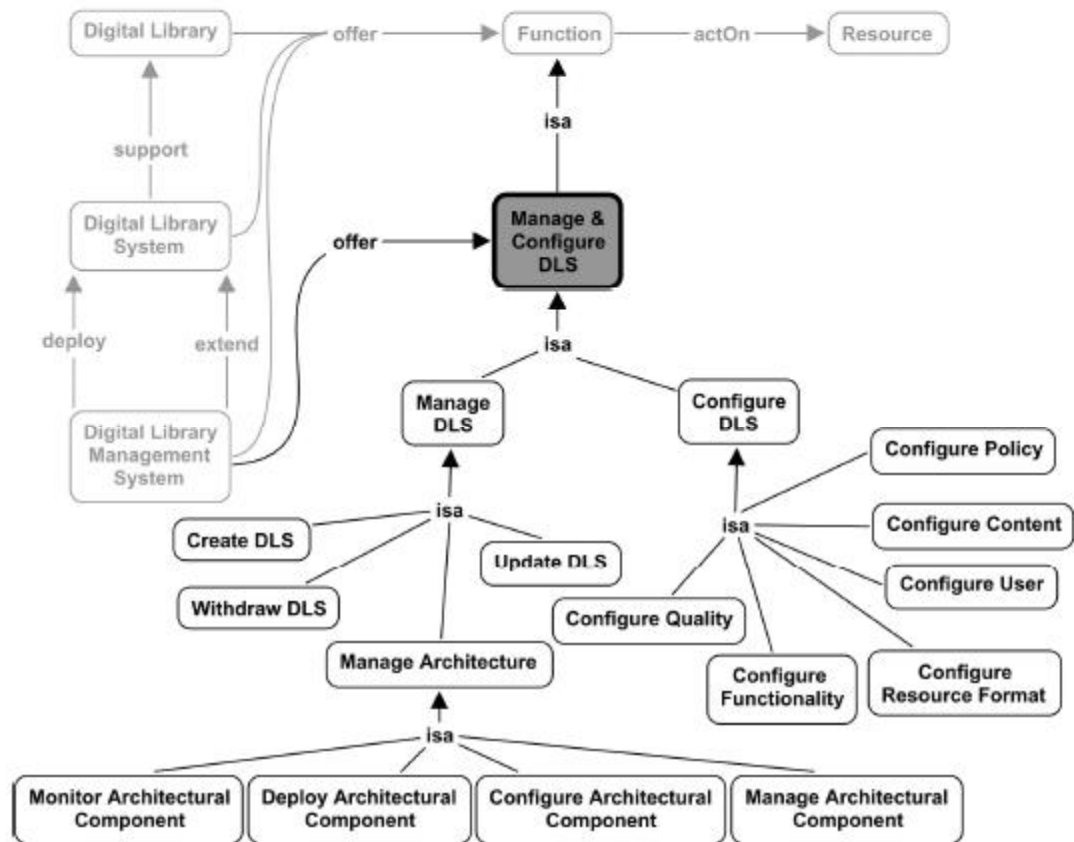 Digital Library
offer
Function
actOn
Resource
isa
support
Digital Library
System
offer
Manage &
Configure
DLS
deploy
extend
isa
Manage
DLS
Configure
DLS
Digital Library
Management
System
Configure Policy
isa
isa
Create DLS
Update DLS
Configure Content
Configure User
Withdraw DLS
Configure Quality
Manage Architecture
Configure
Functionality
Configure
Resource Format
isa
Monitor Architectural
Component
Deploy Architectural
Component
Configure Architectural
Component
Manage Architectural
Component